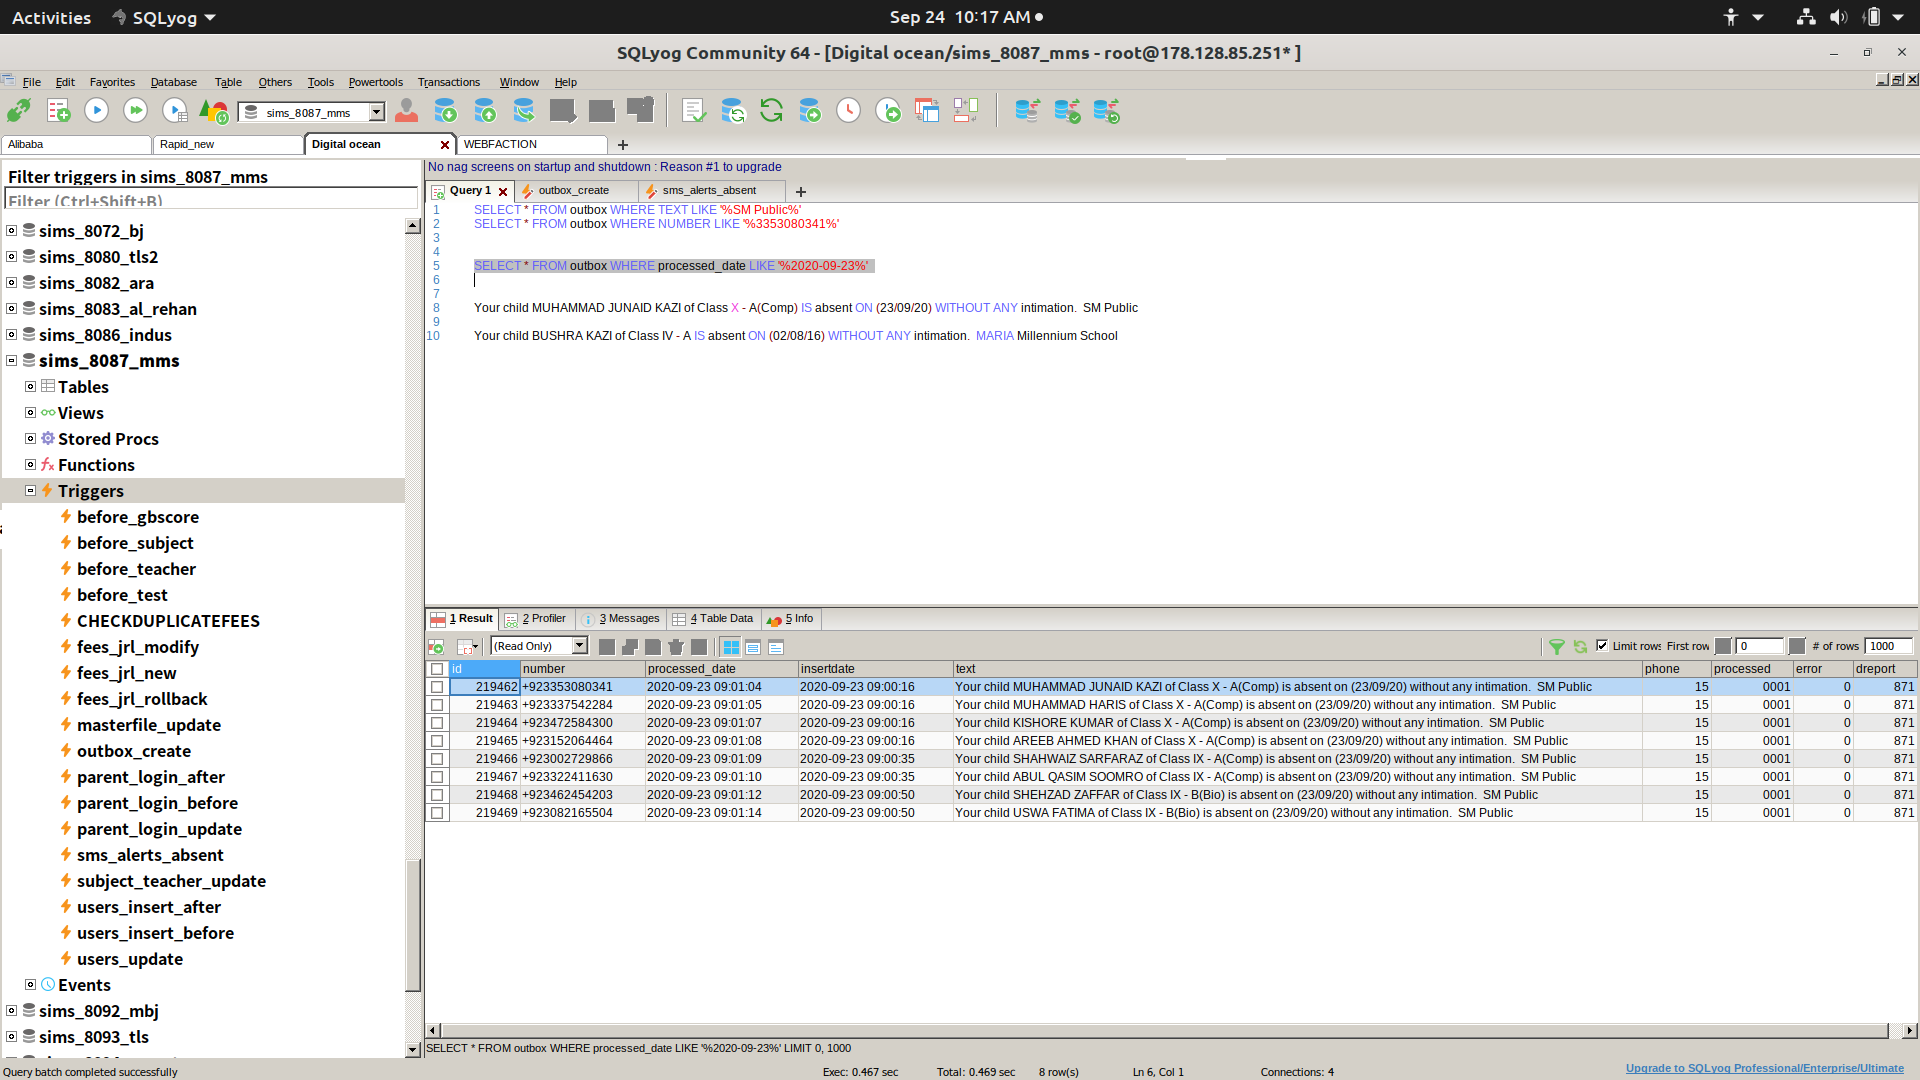 Activities SQLyog Sep 24 10:17 AM
SQLyog Community 64 - [Digital ocean/sims_8087_mms - root@178.128.85.251* ]
File Edit Favorites Database Table Others Tools Powertools Transactions Window Help
sims_8087_mms
Alibaba Rapid_new Digital ocean WEBFACTION
Filter triggers in sims_8087_mms
Filter (Ctrl+Shift+B)
sims_8072_bj
sims_8080_tls2
sims_8082_ara
sims_8083_al_rehan
sims_8086_indus
sims_8087_mms
Tables
Views
Stored Procs
Functions
Triggers
before_gbscore
before_subject
before_teacher
before_test
CHECKDUPLICATEFEES
fees_jrl_modify
fees_jrl_new
fees_jrl_rollback
masterfile_update
outbox_create
parent_login_after
parent_login_before
parent_login_update
sms_alerts_absent
subject_teacher_update
users_insert_after
users_insert_before
users_update
Events
sims_8092_mbj
sims_8093_tls
No nag screens on startup and shutdown : Reason #1 to upgrade
Query 1 outbox_create sms_alerts_absent
1 SELECT * FROM outbox WHERE TEXT LIKE '%SM Public%'
2 SELECT * FROM outbox WHERE NUMBER LIKE '%3353080341%'
3
4
5 SELECT * FROM outbox WHERE processed_date LIKE '%2020-09-23%'
6
7
8 Your child MUHAMMAD JUNAID KAZI of Class X - A(Comp) IS absent ON (23/09/20) WITHOUT ANY intimation.  SM Public
9
10 Your child BUSHRA KAZI of Class IV - A IS absent ON (02/08/16) WITHOUT ANY intimation.  MARIA Millennium School
1 Result 2 Profiler 3 Messages 4 Table Data 5 Info
(Read Only) Limit rows First row 0 # of rows 1000
id number processed_date insertdate text phone processed error dreport
219462 +923353080341 2020-09-23 09:01:04 2020-09-23 09:00:16 Your child MUHAMMAD JUNAID KAZI of Class X - A(Comp) is absent on (23/09/20) without any intimation.  SM Public 15 0001 0 871
219463 +923337542284 2020-09-23 09:01:05 2020-09-23 09:00:16 Your child MUHAMMAD HARIS of Class X - A(Comp) is absent on (23/09/20) without any intimation.  SM Public 15 0001 0 871
219464 +923472584300 2020-09-23 09:01:07 2020-09-23 09:00:16 Your child KISHORE KUMAR of Class X - A(Comp) is absent on (23/09/20) without any intimation.  SM Public 15 0001 0 871
219465 +923152064464 2020-09-23 09:01:08 2020-09-23 09:00:16 Your child AREEB AHMED KHAN of Class X - A(Comp) is absent on (23/09/20) without any intimation.  SM Public 15 0001 0 871
219466 +923002729866 2020-09-23 09:01:09 2020-09-23 09:00:35 Your child SHAHWAIZ SARFARAZ of Class IX - A(Comp) is absent on (23/09/20) without any intimation.  SM Public 15 0001 0 871
219467 +923322411630 2020-09-23 09:01:10 2020-09-23 09:00:35 Your child ABUL QASIM SOOMRO of Class IX - A(Comp) is absent on (23/09/20) without any intimation.  SM Public 15 0001 0 871
219468 +923462454203 2020-09-23 09:01:12 2020-09-23 09:00:50 Your child SHEHZAD ZAFFAR of Class IX - B(Bio) is absent on (23/09/20) without any intimation.  SM Public 15 0001 0 871
219469 +923082165504 2020-09-23 09:01:14 2020-09-23 09:00:50 Your child USWA FATIMA of Class IX - B(Bio) is absent on (23/09/20) without any intimation.  SM Public 15 0001 0 871
SELECT * FROM outbox WHERE processed_date LIKE '%2020-09-23%' LIMIT 0, 1000
Query batch completed successfully Exec: 0.467 sec Total: 0.469 sec 8 row(s) Ln 6, Col 1 Connections: 4 Upgrade to SQLyog Professional/Enterprise/Ultimate